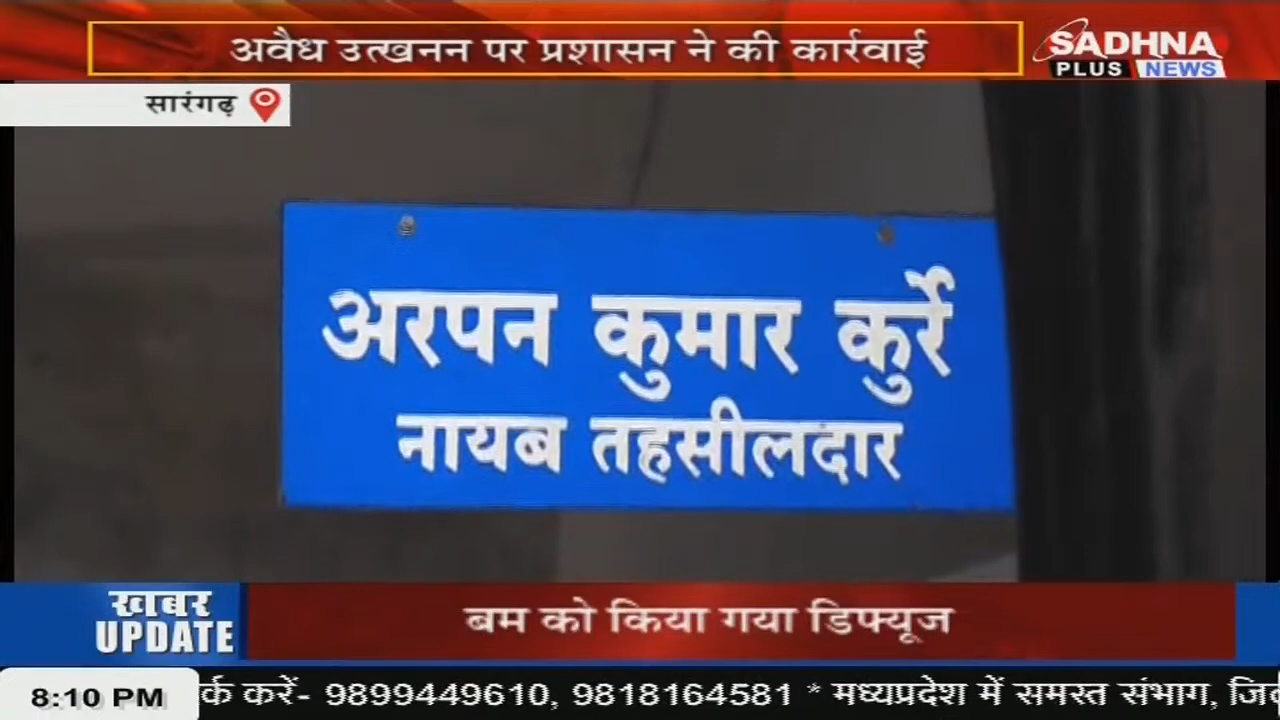 अवैध उत्खनन पर प्रशासन ने की कार्रवाई
SADHNA
PLUS NEWS
सारंगढ़
अरपन कुमार कुर्रे
नायब तहसीलदार
खबर
UPDATE
बम को किया गया डिफ्यूज
8:10 PM
र्क करें- 9899449610, 9818164581 * मध्यप्रदेश में समस्त संभाग,